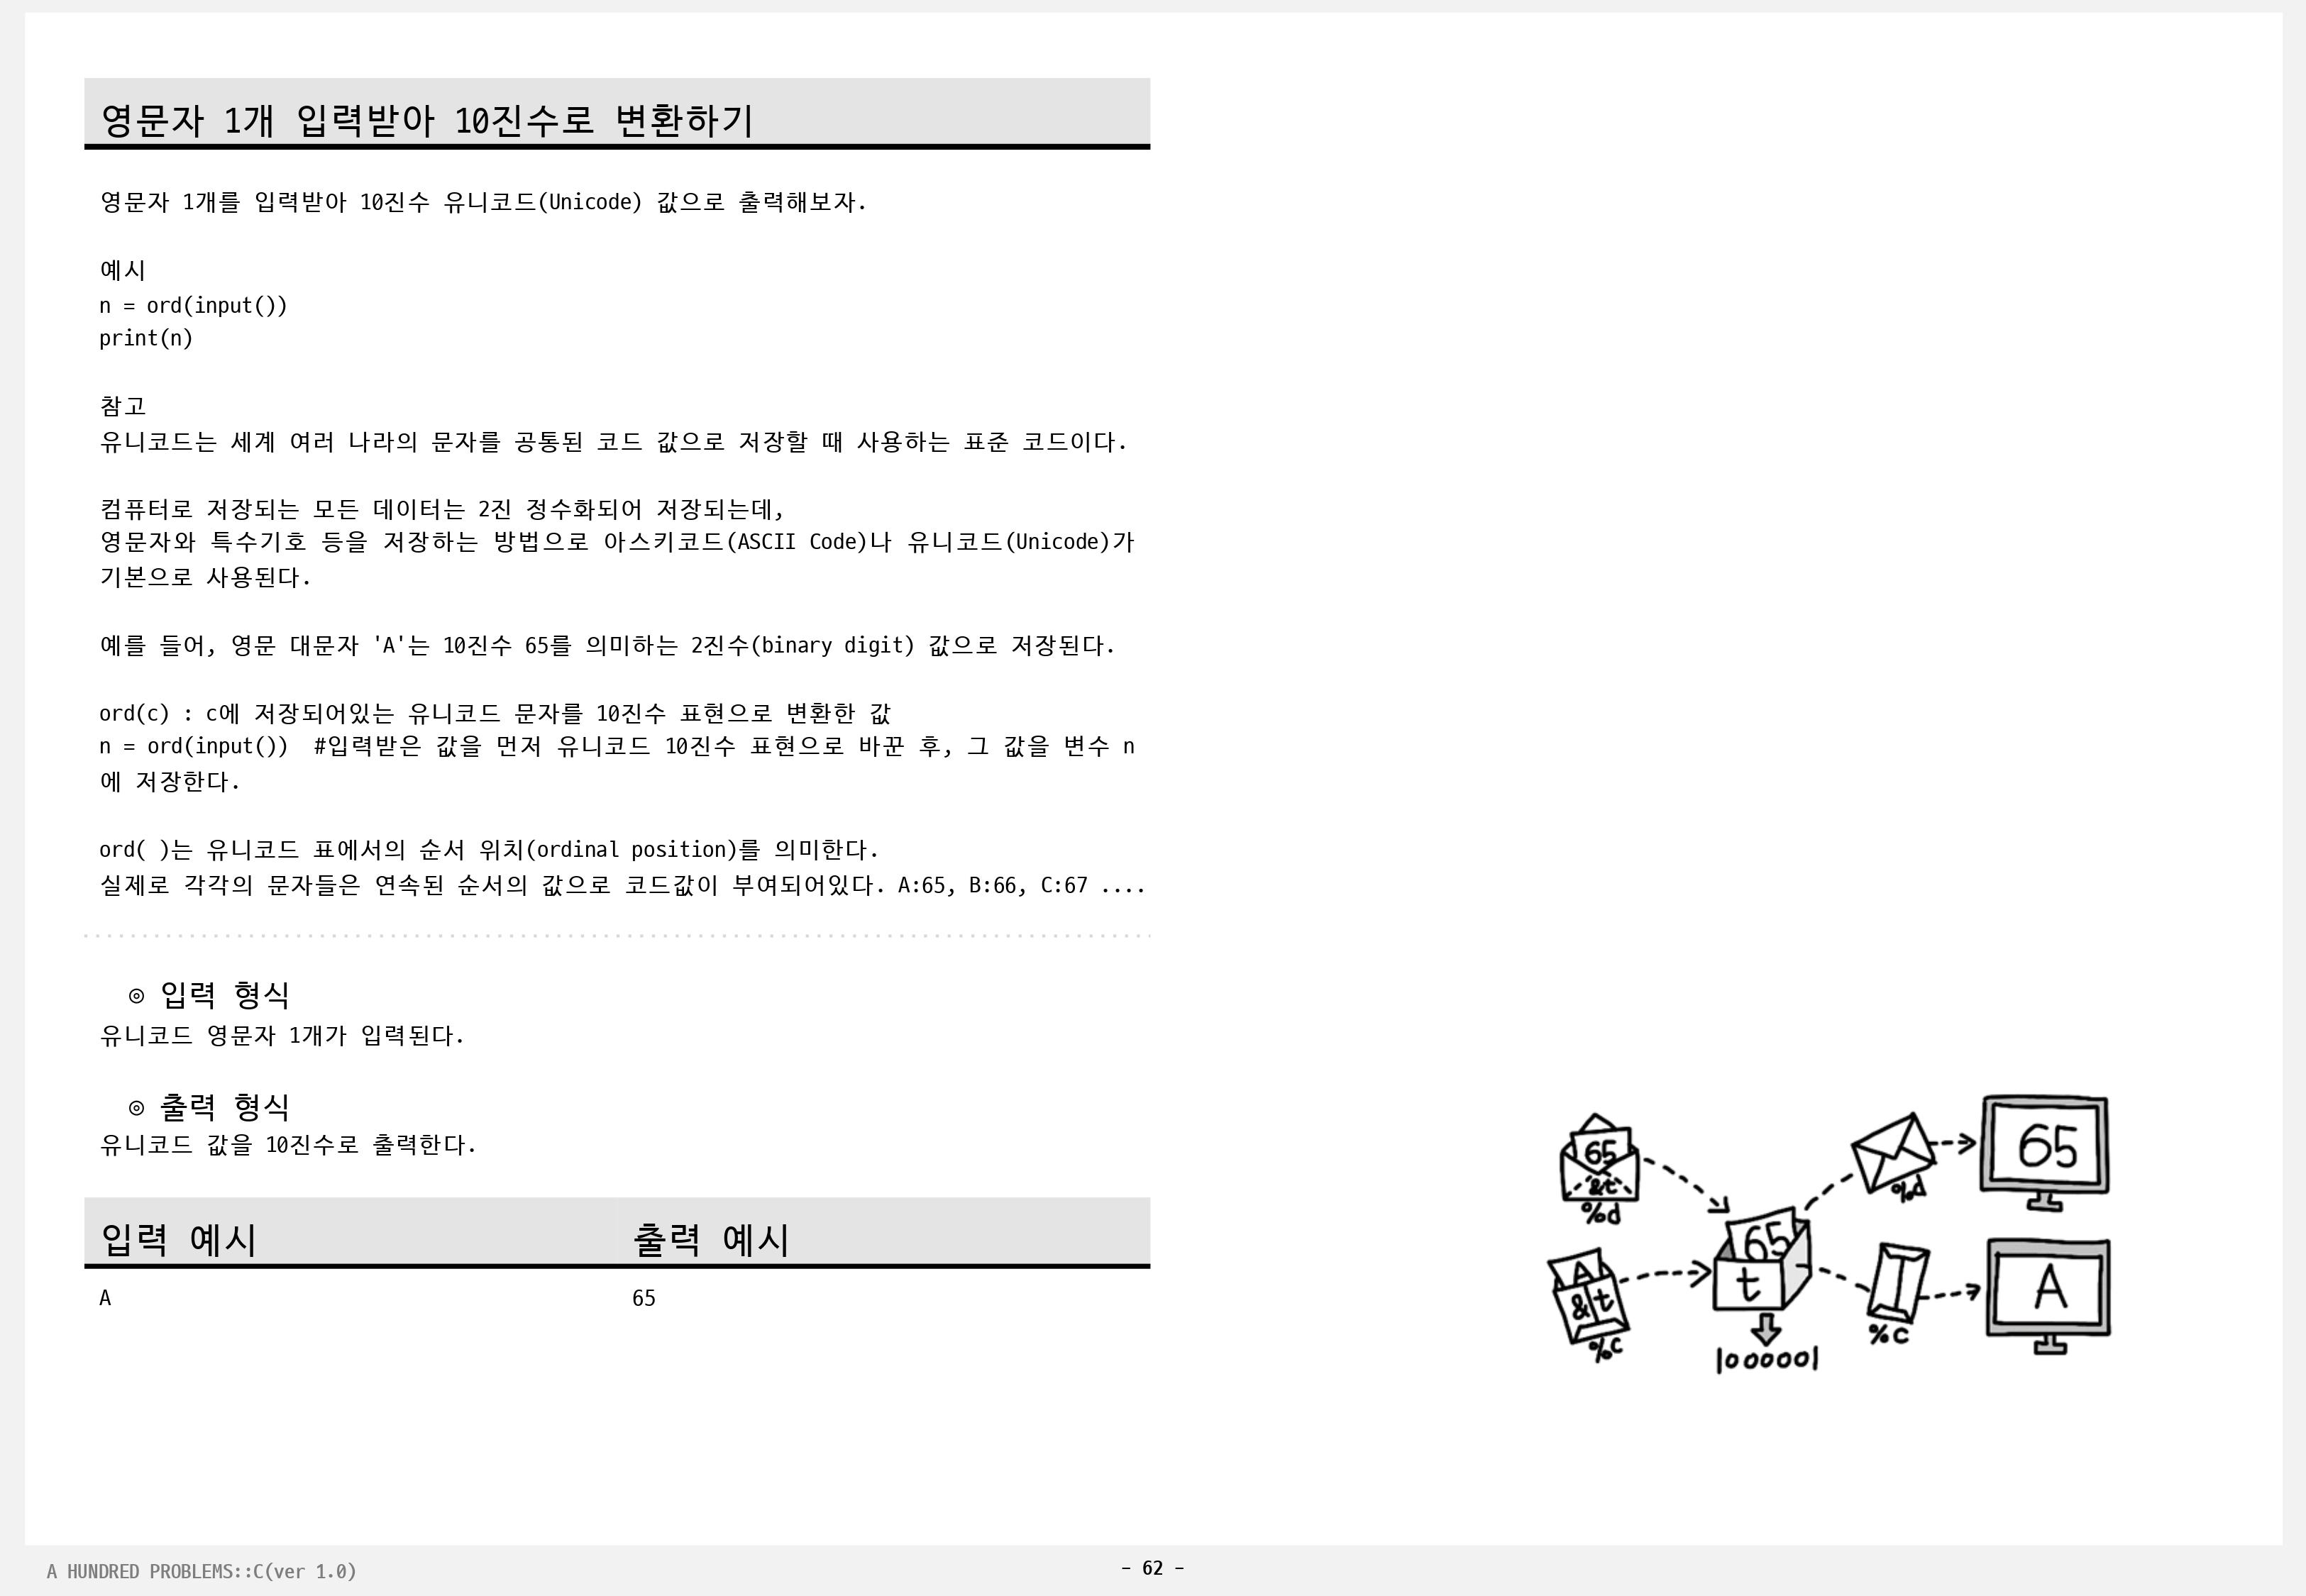 영문자 1개 입력받아 10진수로 변환하기
영문자 1개를 입력받아 10진수 유니코드(Unicode) 값으로 출력해보자.
예시
n = ord(input())
print(n)
참고
유니코드는 세계 여러 나라의 문자를 공통된 코드 값으로 저장할 때 사용하는 표준 코드이다.
컴퓨터로 저장되는 모든 데이터는 2진 정수화되어 저장되는데,
영문자와 특수기호 등을 저장하는 방법으로 아스키코드(ASCII Code)나 유니코드(Unicode)가
기본으로 사용된다.
예를 들어, 영문 대문자 'A'는 10진수 65를 의미하는 2진수(binary digit) 값으로 저장된다.
ord(c) : c에 저장되어있는 유니코드 문자를 10진수 표현으로 변환한 값
n = ord(input())  #입력받은 값을 먼저 유니코드 10진수 표현으로 바꾼 후, 그 값을 변수 n
에 저장한다.
ord( )는 유니코드 표에서의 순서 위치(ordinal position)를 의미한다.
실제로 각각의 문자들은 연속된 순서의 값으로 코드값이 부여되어있다. A:65, B:66, C:67 ....
◎ 입력 형식
유니코드 영문자 1개가 입력된다.
◎ 출력 형식
유니코드 값을 10진수로 출력한다.
입력 예시 출력 예시
A 65
65
&t
%d
A
&t
%c
65
t
1000001
%d
65
%c
A
A HUNDRED PROBLEMS::C(ver 1.0)
- 62 -